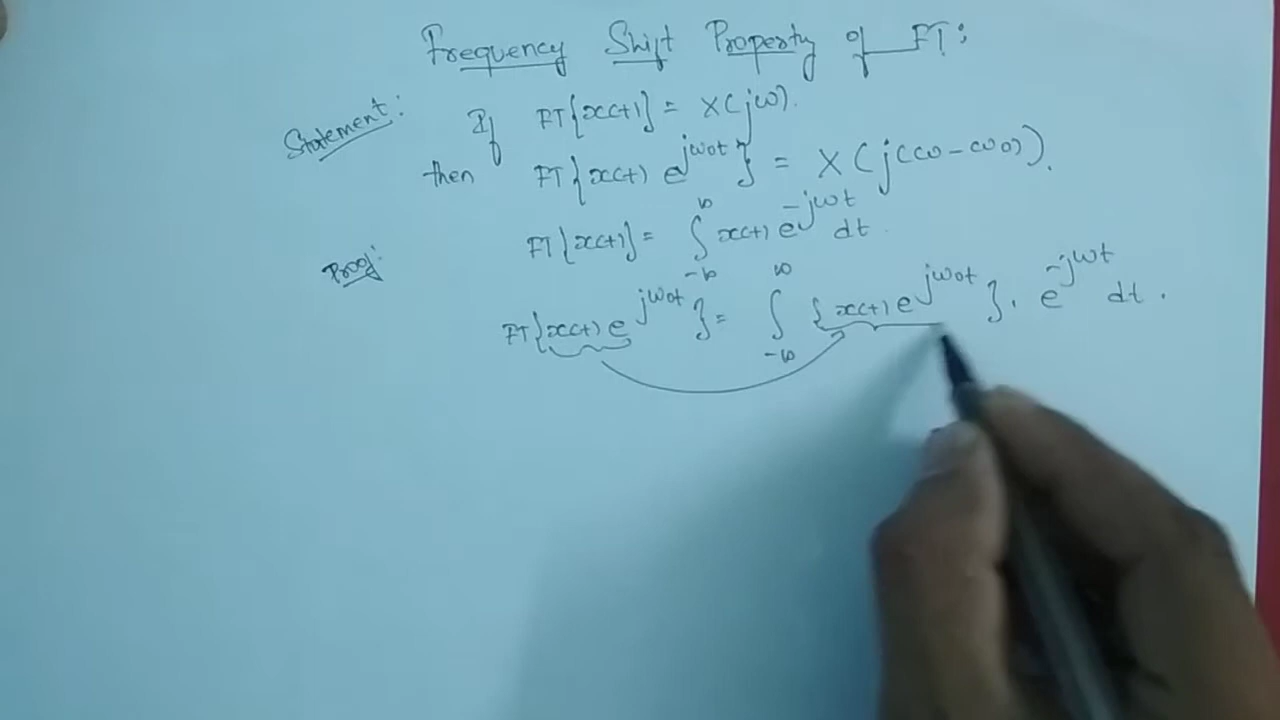 Frequency Shift Property of FT:
Statement: If FT{x(t)} = X(jω).
then FT{x(t) e^{jω0t}} = X(j(ω-ω0)).
Proof: FT{x(t)} = ∫_{-∞}^{∞} x(t) e^{-jωt} dt.
FT{x(t) e^{jω0t}} = ∫_{-∞}^{∞} {x(t) e^{jω0t}}. e^{-jωt} dt.